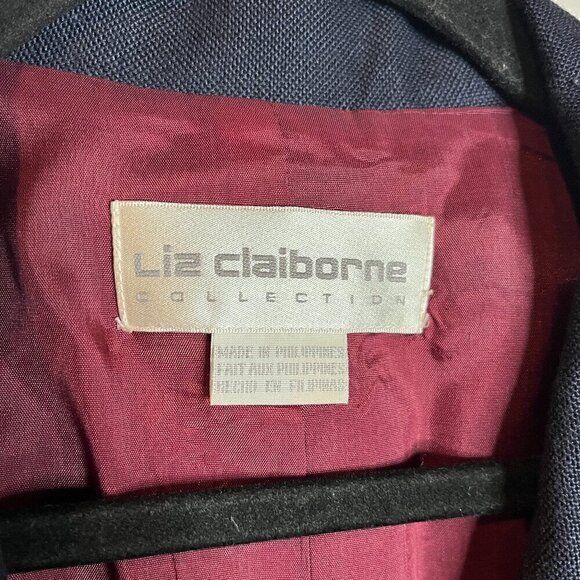 Liz claiborne
COLLECTION
MADE IN PHILIPPINES
FAIT AUX PHILIPPINES
HECHO EN FILIPINAS